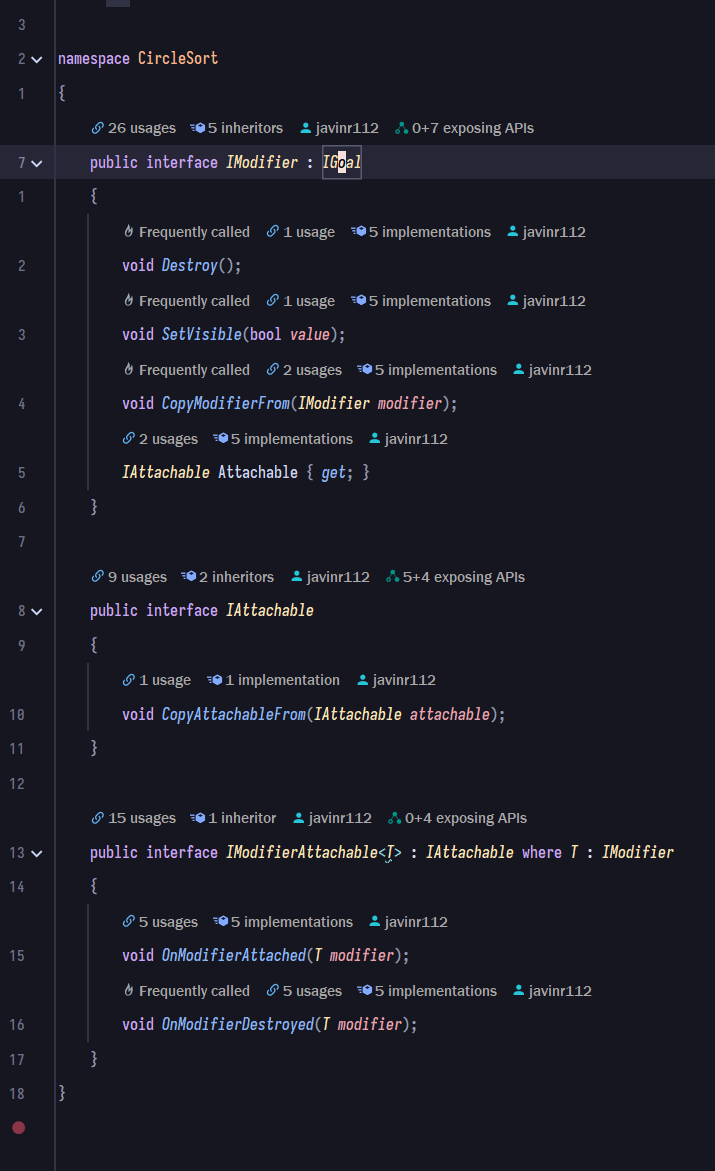 3
2 namespace CircleSort
1 {
26 usages 5 inheritors javinr112 0+7 exposing APIs
7 public interface IModifier : IGoal
1 {
Frequently called 1 usage 5 implementations javinr112
2 void Destroy();
Frequently called 1 usage 5 implementations javinr112
3 void SetVisible(bool value);
Frequently called 2 usages 5 implementations javinr112
4 void CopyModifierFrom(IModifier modifier);
2 usages 5 implementations javinr112
5 IAttachable Attachable { get; }
6 }
7
9 usages 2 inheritors javinr112 5+4 exposing APIs
8 public interface IAttachable
9 {
1 usage 1 implementation javinr112
10 void CopyAttachableFrom(IAttachable attachable);
11 }
12
15 usages 1 inheritor javinr112 0+4 exposing APIs
13 public interface IModifierAttachable<T> : IAttachable where T : IModifier
14 {
5 usages 5 implementations javinr112
15 void OnModifierAttached(T modifier);
Frequently called 5 usages 5 implementations javinr112
16 void OnModifierDestroyed(T modifier);
17 }
18 }